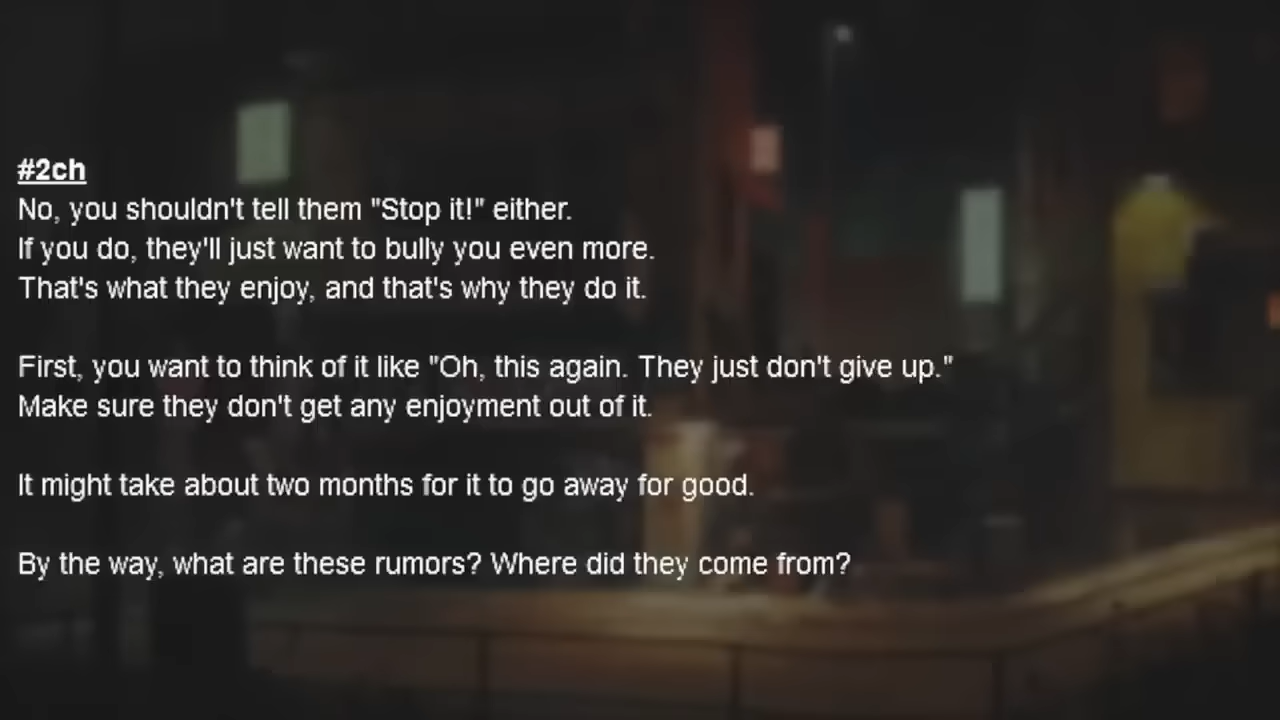 #2ch
No, you shouldn't tell them "Stop it!" either.
If you do, they'll just want to bully you even more.
That's what they enjoy, and that's why they do it.
First, you want to think of it like "Oh, this again. They just don't give up."
Make sure they don't get any enjoyment out of it.
It might take about two months for it to go away for good.
By the way, what are these rumors? Where did they come from?